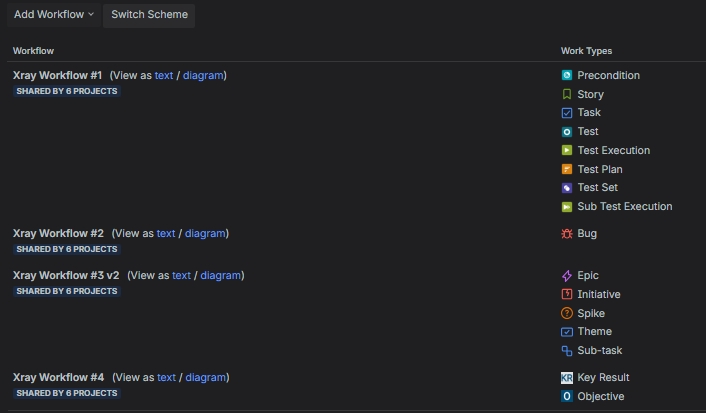 Add Workflow Switch Scheme
Workflow Work Types
Xray Workflow #1 (View as text / diagram) Precondition
SHARED BY 6 PROJECTS
Story
Task
Test
Test Execution
Test Plan
Test Set
Sub Test Execution
Xray Workflow #2 (View as text / diagram) Bug
SHARED BY 6 PROJECTS
Xray Workflow #3 v2 (View as text / diagram) Epic
SHARED BY 6 PROJECTS
Initiative
Spike
Theme
Sub-task
Xray Workflow #4 (View as text / diagram) KR Key Result
SHARED BY 6 PROJECTS
O Objective